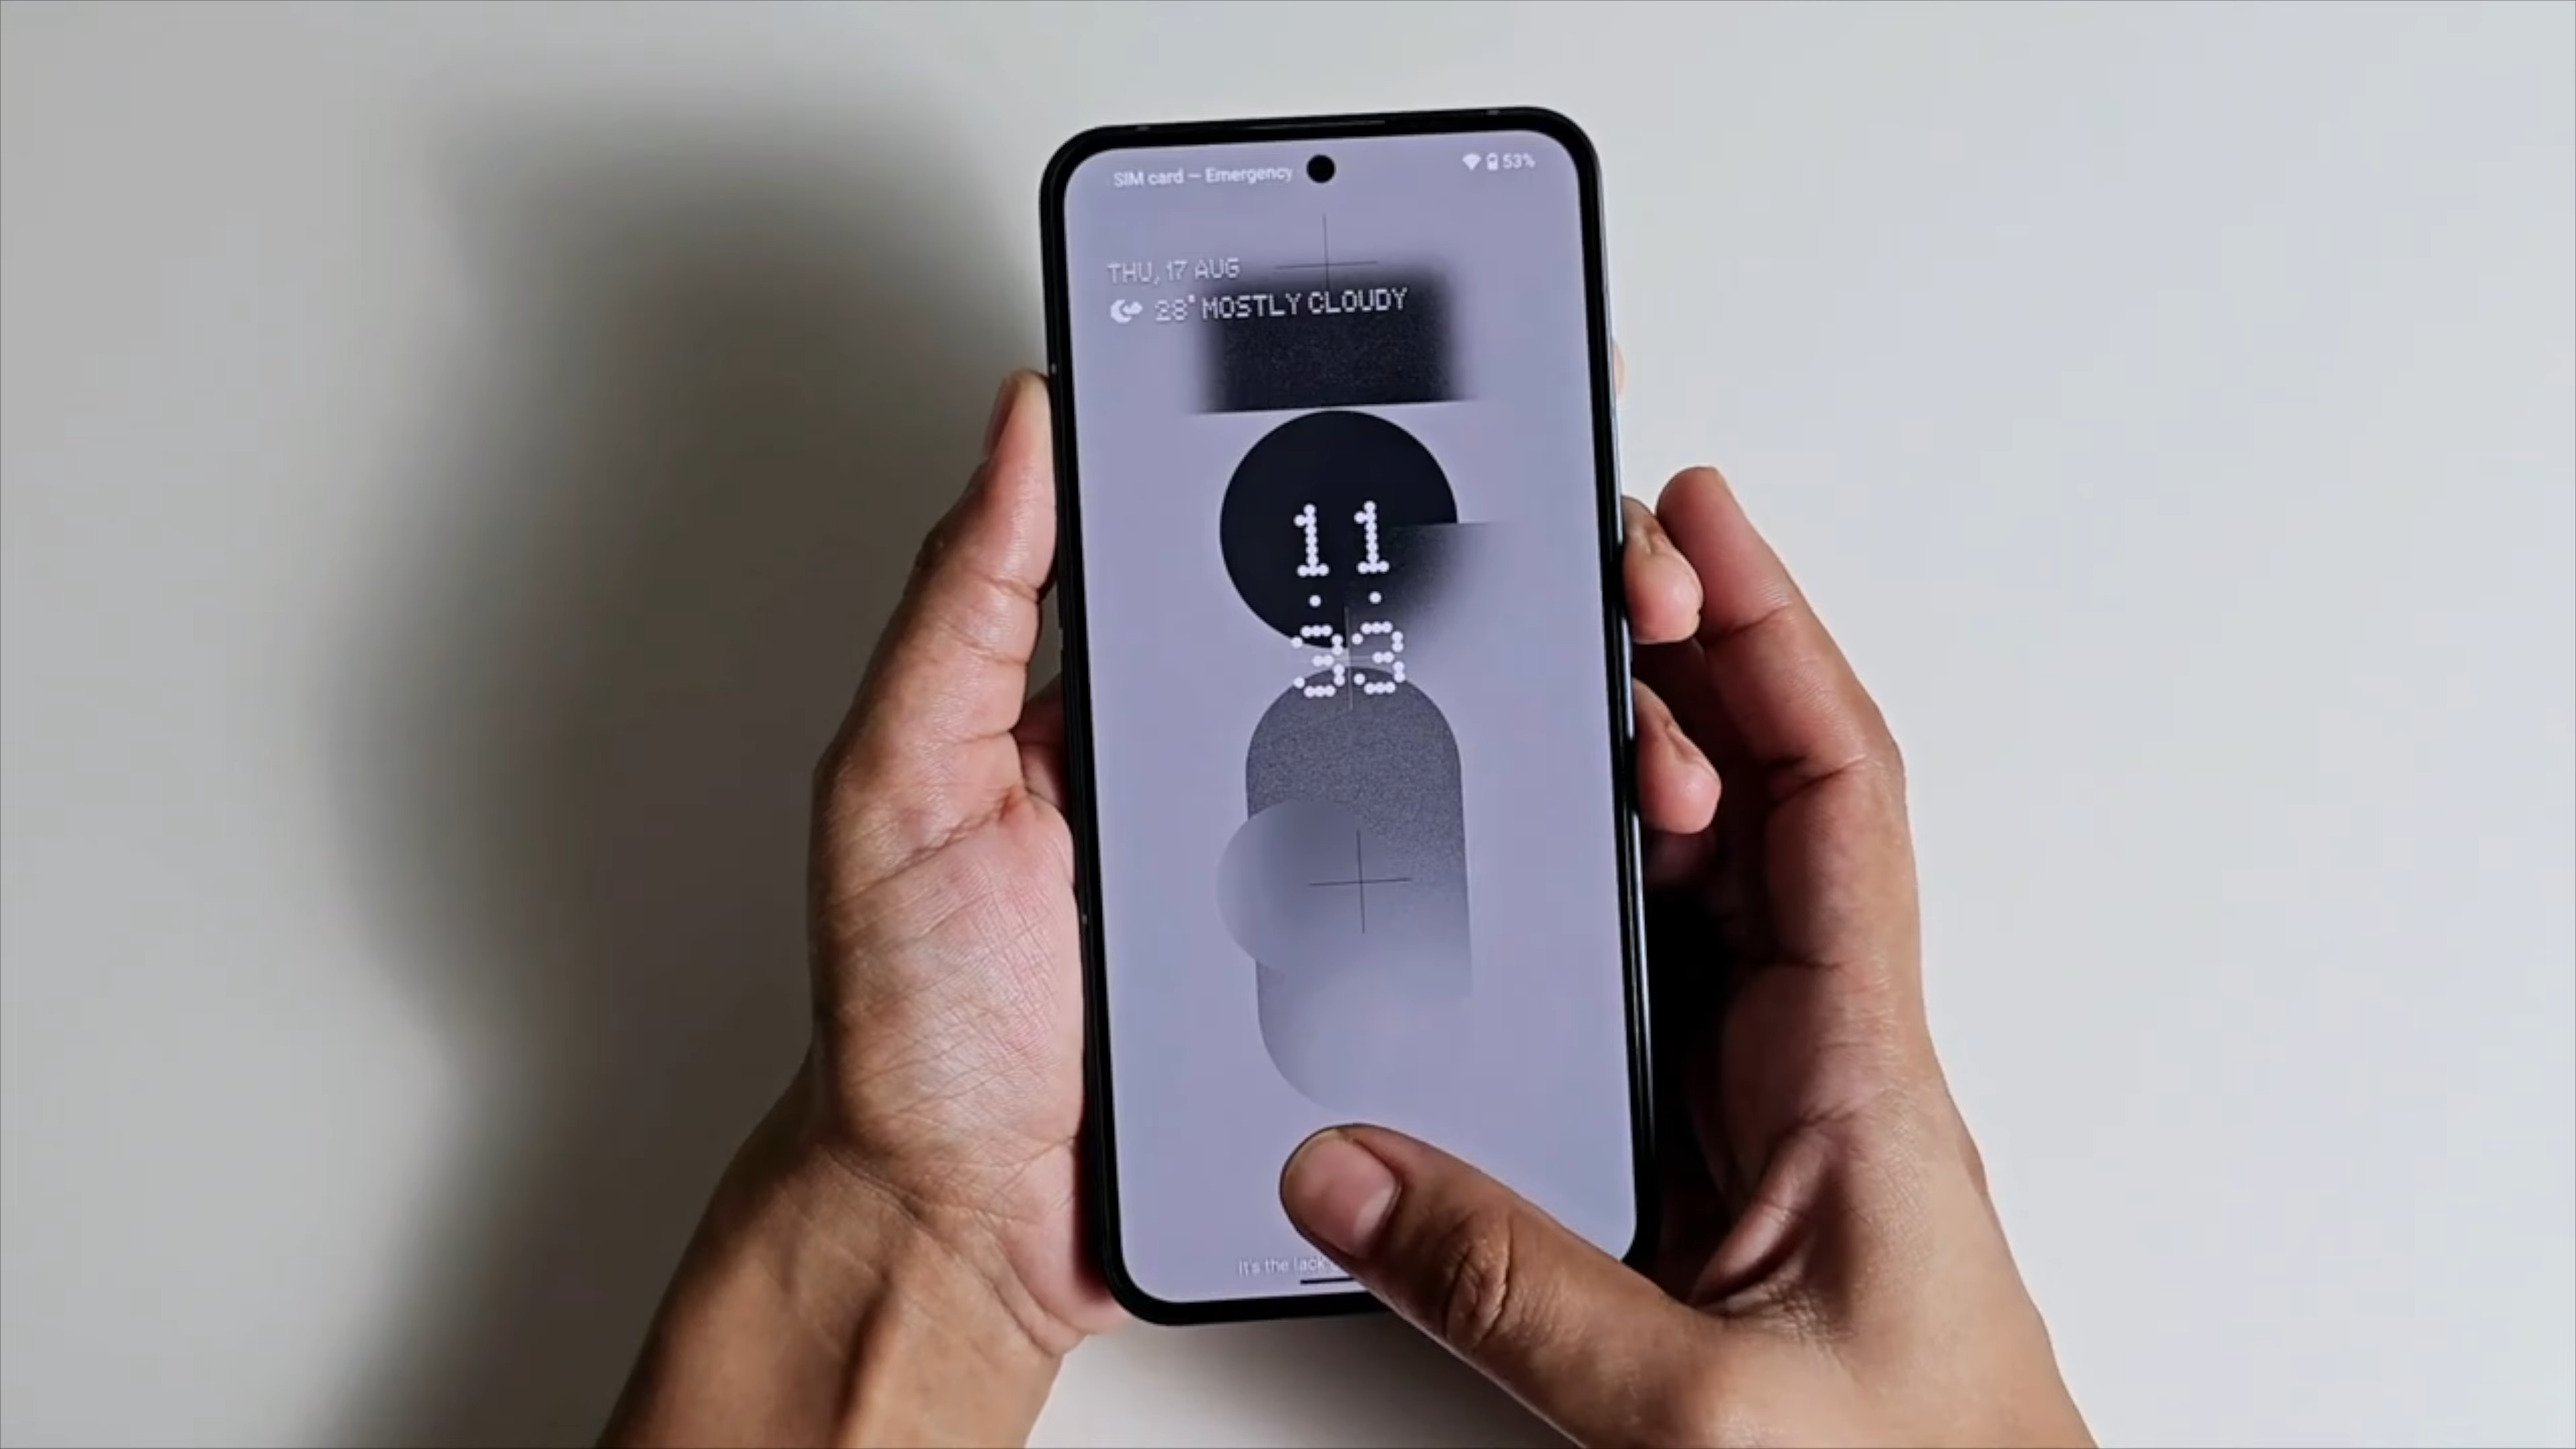 SIM card — Emergency
53%
THU, 17 AUG
28° MOSTLY CLOUDY
11
33
It's the lack